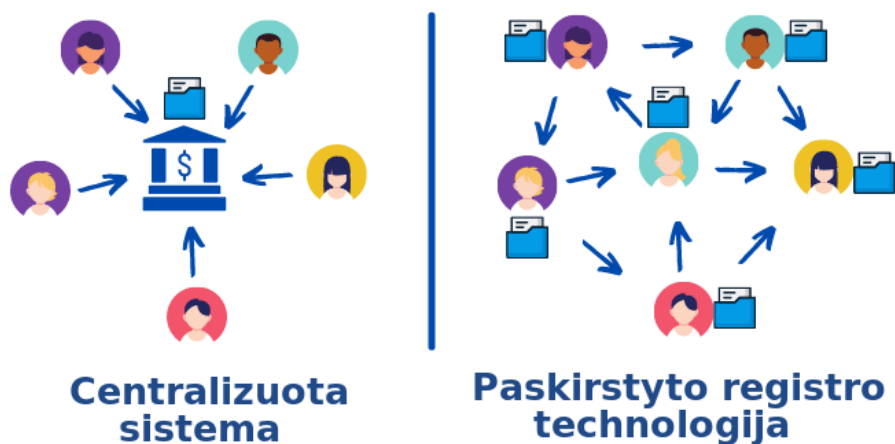 $
Centralizuota
sistema
Paskirstyto registro
technologija